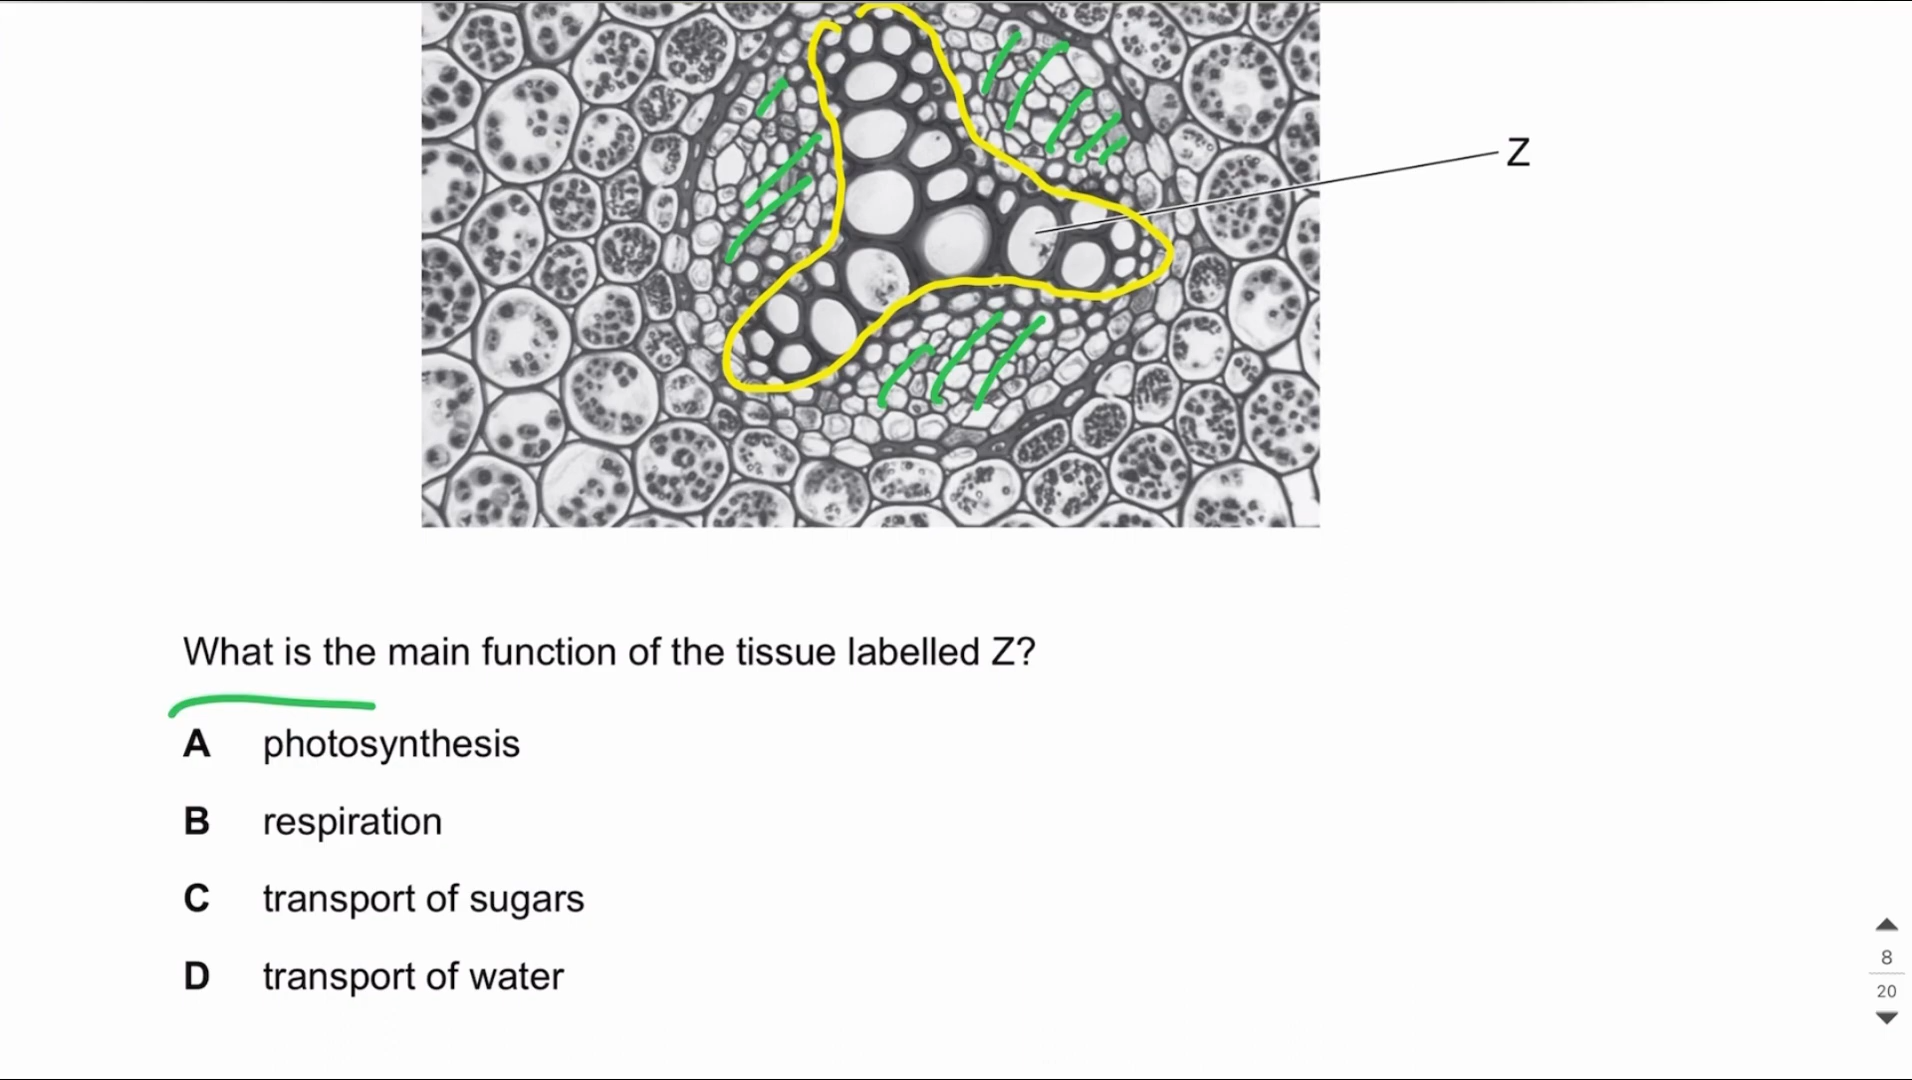 Z
What is the main function of the tissue labelled Z?
A photosynthesis
B respiration
C transport of sugars
D transport of water
8
20